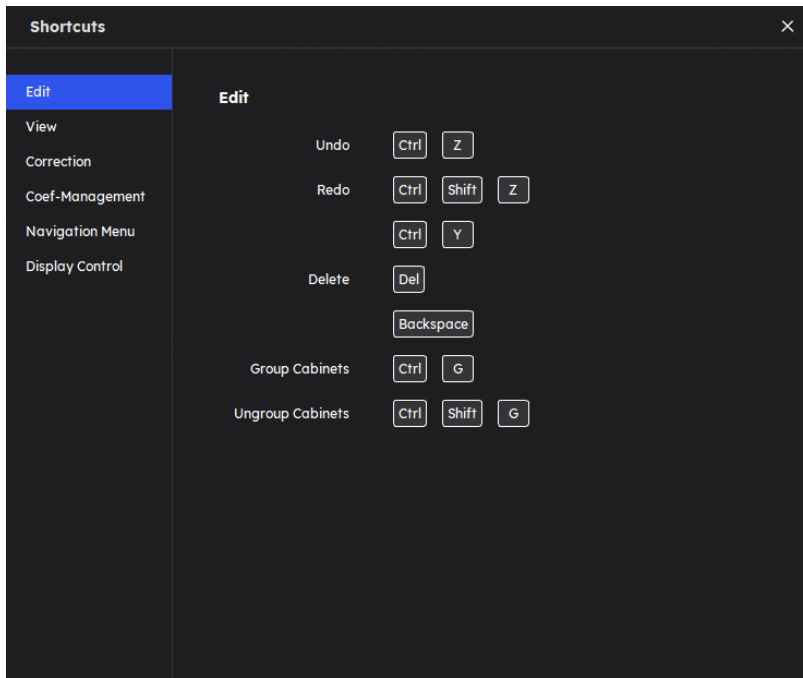 Shortcuts
Edit
View
Correction
Coef-Management
Navigation Menu
Display Control
Edit
Undo Ctrl Z
Redo Ctrl Shift Z
Ctrl Y
Delete Del
Backspace
Group Cabinets Ctrl G
Ungroup Cabinets Ctrl Shift G